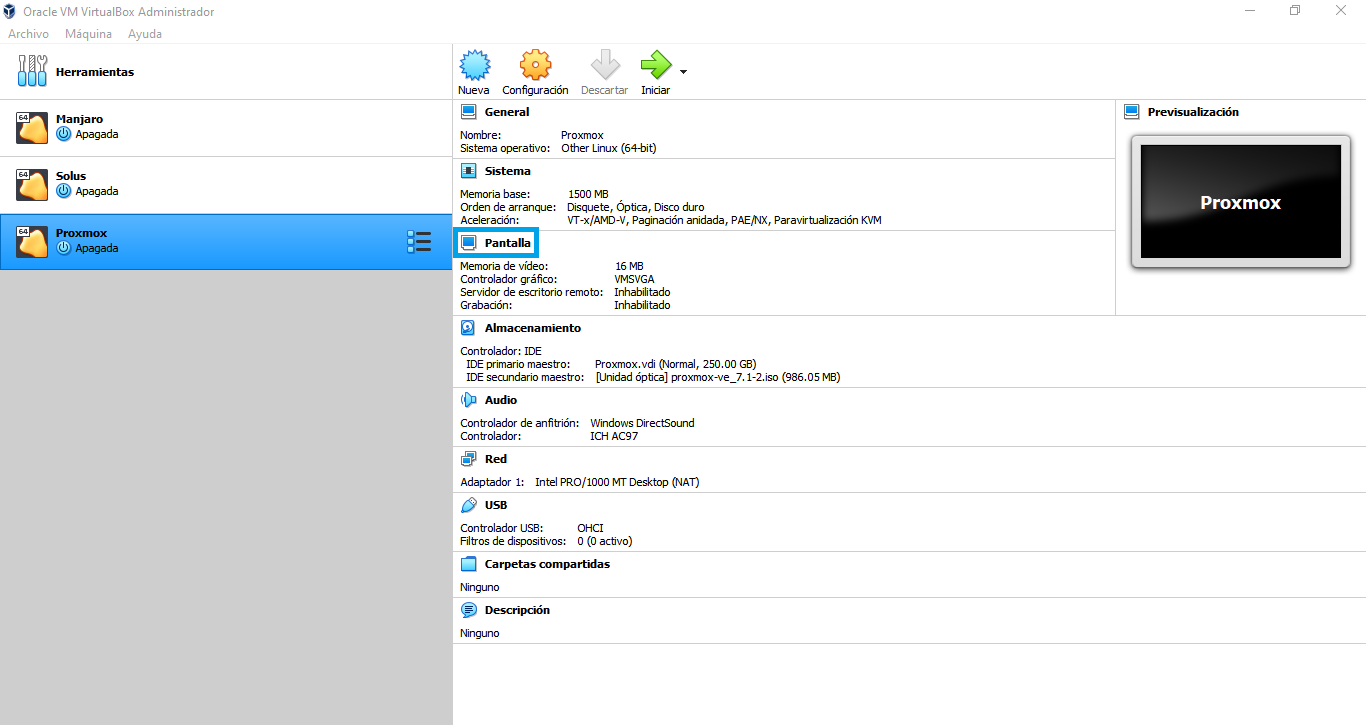 Oracle VM VirtualBox Administrador
Archivo Máquina Ayuda
Herramientas
64
Manjaro
Apagada
64
Solus
Apagada
64
Proxmox
Apagada
Nueva Configuración Descartar Iniciar
General
Nombre: Proxmox
Sistema operativo: Other Linux (64-bit)
Sistema
Memoria base: 1500 MB
Orden de arranque: Disquete, Óptica, Disco duro
Aceleración: VT-x/AMD-V, Paginación anidada, PAE/NX, Paravirtualización KVM
Pantalla
Memoria de vídeo: 16 MB
Controlador gráfico: VMSVGA
Servidor de escritorio remoto: Inhabilitado
Grabación: Inhabilitado
Previsualización
Proxmox
Almacenamiento
Controlador: IDE
IDE primario maestro: Proxmox.vdi (Normal, 250.00 GB)
IDE secundario maestro: [Unidad óptica] proxmox-ve_7.1-2.iso (986.05 MB)
Audio
Controlador de anfitrión: Windows DirectSound
Controlador: ICH AC97
Red
Adaptador 1: Intel PRO/1000 MT Desktop (NAT)
USB
Controlador USB: OHCI
Filtros de dispositivos: 0 (0 activo)
Carpetas compartidas
Ninguno
Descripción
Ninguno